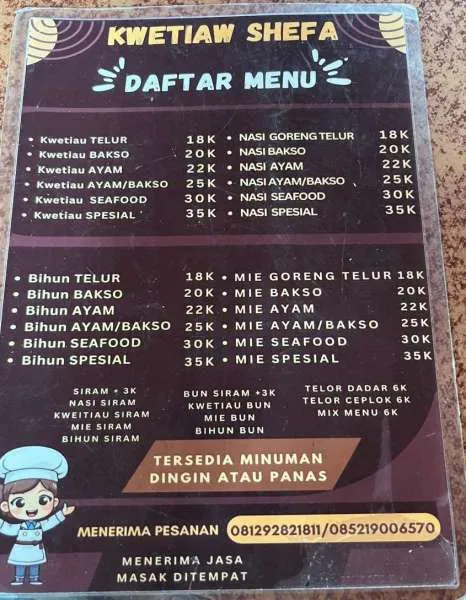 KWETIAW SHEFA
DAFTAR MENU
• Kwetiau TELUR 18K
• Kwetiau BAKSO 20K
• Kwetiau AYAM 22K
• Kwetiau AYAM/BAKSO 25K
• Kwetiau SEAFOOD 30K
• Kwetiau SPESIAL 35K
• NASI GORENG TELUR 18K
• NASI BAKSO 20K
• NASI AYAM 22K
• NASI AYAM/BAKSO 25K
• NASI SEAFOOD 30K
• NASI SPESIAL 35K
• Bihun TELUR 18K
• Bihun BAKSO 20K
• Bihun AYAM 22K
• Bihun AYAM/BAKSO 25K
• Bihun SEAFOOD 30K
• Bihun SPESIAL 35K
• MIE GORENG TELUR 18K
• MIE BAKSO 20K
• MIE AYAM 22K
• MIE AYAM/BAKSO 25K
• MIE SEAFOOD 30K
• MIE SPESIAL 35K
SIRAM + 3K
NASI SIRAM
KWEITIAU SIRAM
MIE SIRAM
BIHUN SIRAM
BUN SIRAM +3K
KWETIAU BUN
MIE BUN
BIHUN BUN
TELOR DADAR 6K
TELOR CEPLOK 6K
MIX MENU 6K
TERSEDIA MINUMAN
DINGIN ATAU PANAS
MENERIMA PESANAN 081292821811/085219006570
MENERIMA JASA
MASAK DITEMPAT